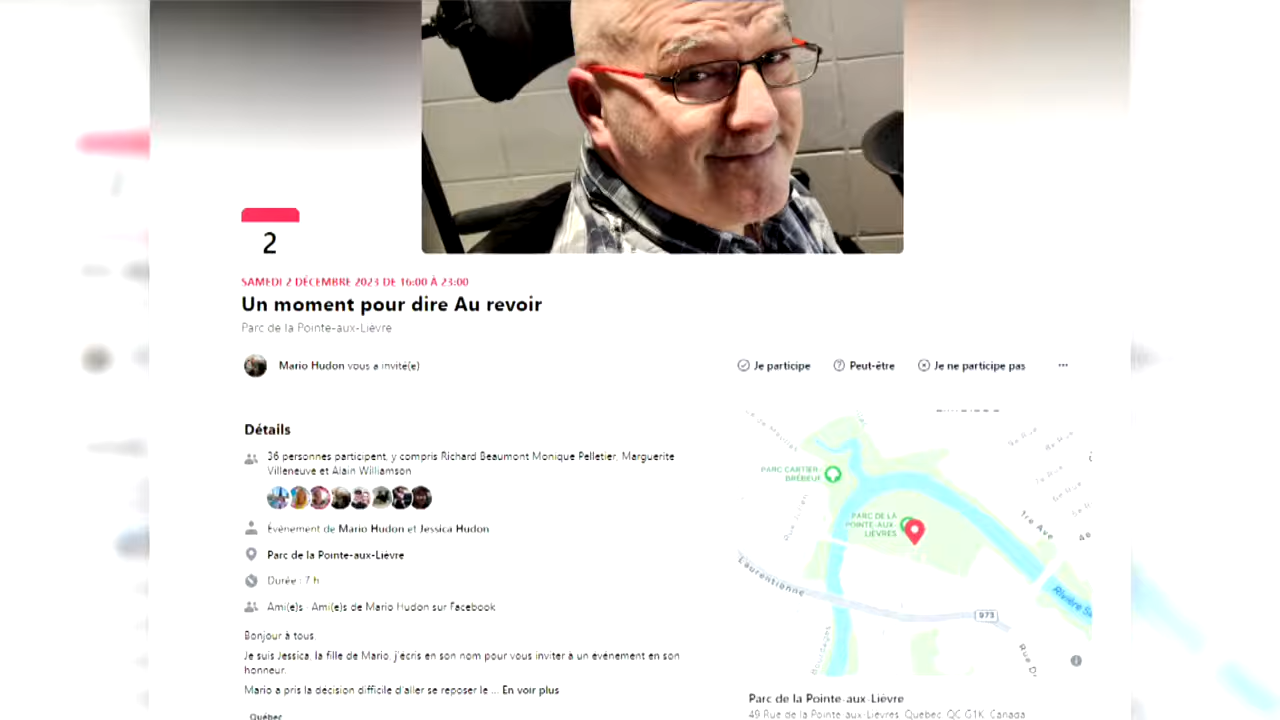 2
SAMEDI 2 DÉCEMBRE 2023 DE 16:00 À 23:00
Un moment pour dire Au revoir
Parc de la Pointe-aux-Lièvre
Mario Hudon vous a invité(e)
Je participe
Peut-être
Je ne participe pas
Détails
36 personnes participent, y compris Richard Beaumont Monique Pelletier, Marguerite
Villeneuve et Alain Williamson
Événement de Mario Hudon et Jessica Hudon
Parc de la Pointe-aux-Lièvre
Durée : 7 h
Ami(e)s · Ami(e)s de Mario Hudon sur Facebook
Bonjour à tous,
Je suis Jessica, la fille de Mario, j'écris en son nom pour vous inviter à un événement en son
honneur.
Mario a pris la décision difficile d'aller se reposer le ... En voir plus
Québec
PARC CARTIER-
BRÉBEUF
PARC DE LA
POINTE-AUX-
LIÈVRES
1re Ave
Laurentienne
973
Parc de la Pointe-aux-Lièvre
49 Rue de la Pointe-aux-Lievres, Quebec, QC G1K, Canada